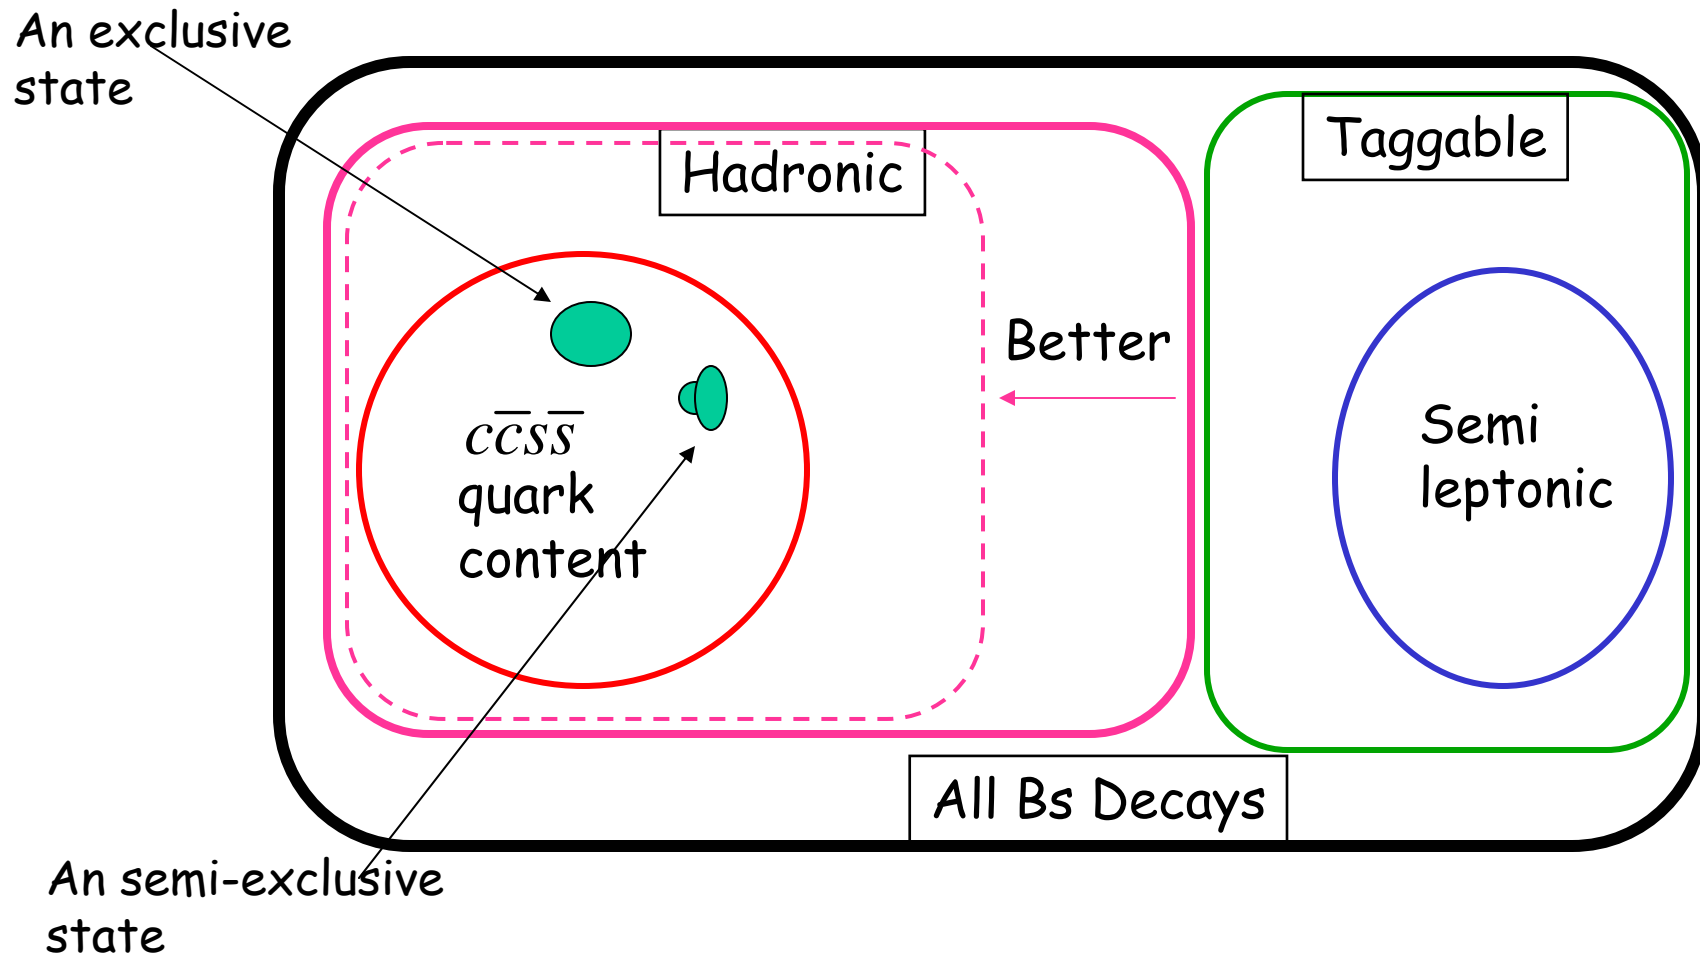 An exclusive
state
Taggable
Hadronic
Better
Semi
leptonic
c̅c̅s̅s̅
quark
content
All Bs Decays
An semi-exclusive
state